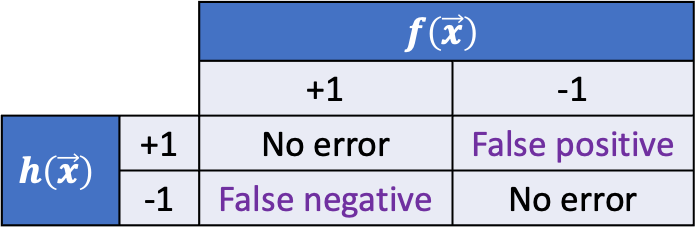 f(x⃗)
+1 -1
h(x⃗) +1 No error False positive
-1 False negative No error